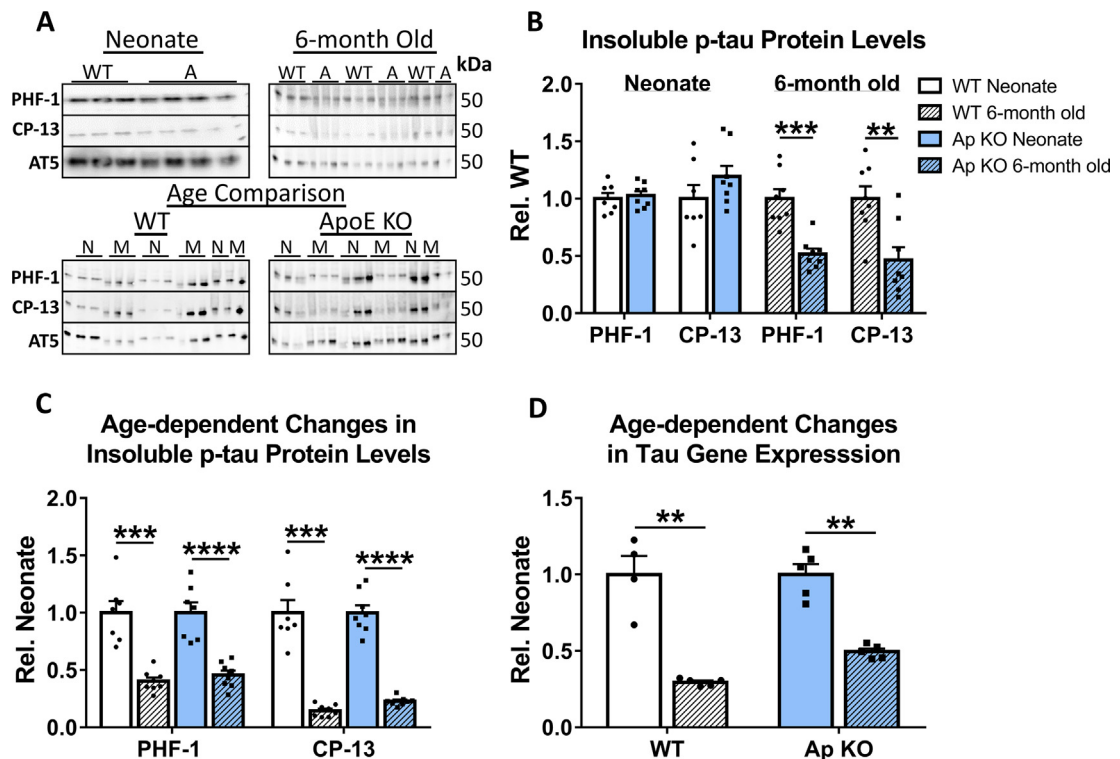 A
Neonate
6-month Old
WT A
WT A WT A WT A
kDa
PHF-1
50
CP-13
50
AT5
50
Age Comparison
WT
ApoE KO
N M N M N M
N M M N M N M
PHF-1
50
CP-13
50
AT5
50
B
Insoluble p-tau Protein Levels
Neonate
6-month old
Rel. WT
2.0
1.5
1.0
0.5
0.0
***
**
PHF-1
CP-13
PHF-1
CP-13
WT Neonate
WT 6-month old
Ap KO Neonate
Ap KO 6-month old
C
Age-dependent Changes in
Insoluble p-tau Protein Levels
Rel. Neonate
2.0
1.5
1.0
0.5
0.0
***
****
***
****
PHF-1
CP-13
D
Age-dependent Changes
in Tau Gene Expresssion
Rel. Neonate
1.5
1.0
0.5
0.0
**
**
WT
Ap KO